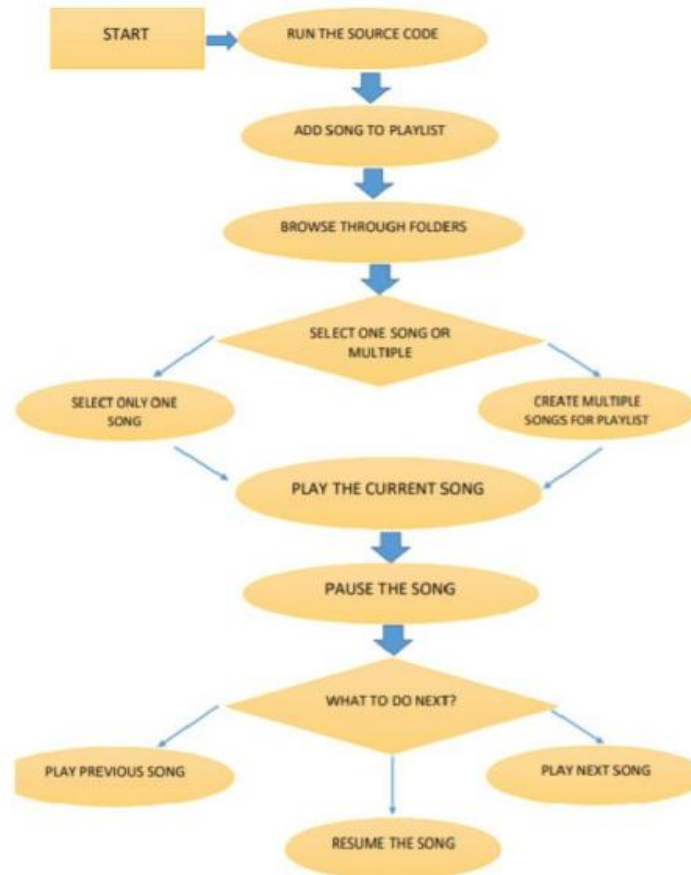 START
RUN THE SOURCE CODE
ADD SONG TO PLAYLIST
BROWSE THROUGH FOLDERS
SELECT ONE SONG OR
MULTIPLE
SELECT ONLY ONE
SONG
CREATE MULTIPLE
SONGS FOR PLAYLIST
PLAY THE CURRENT SONG
PAUSE THE SONG
WHAT TO DO NEXT?
PLAY PREVIOUS SONG
PLAY NEXT SONG
RESUME THE SONG